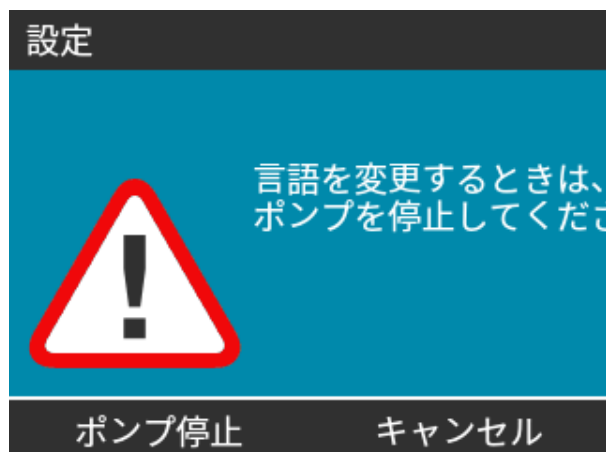 設定
言語を変更するときは、
ポンプを停止してくださ
ポンプ停止
キャンセル